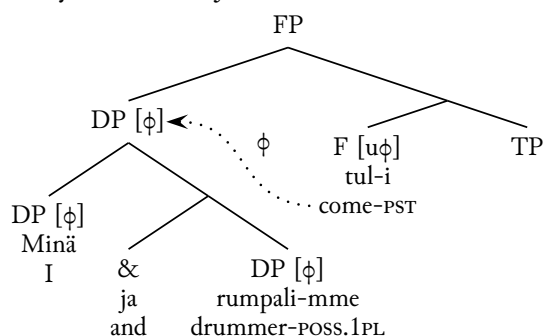 FP
DP [ϕ]
ϕ
F [uϕ]
TP
tul-i
come-PST
DP [ϕ]
Minä
I
&
ja
and
DP [ϕ]
rumpali-mme
drummer-POSS.1PL